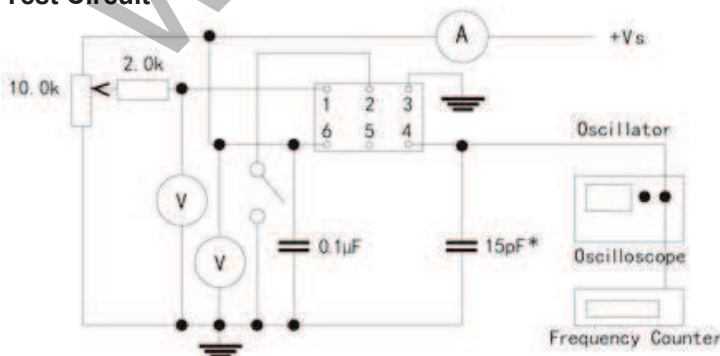 Test Circuit
A
+Vs
2.0k
10.0k
1 2 3
6 5 4
Oscillator
V
V
0.1μF
15pF*
Oscilloscope
Frequency Counter